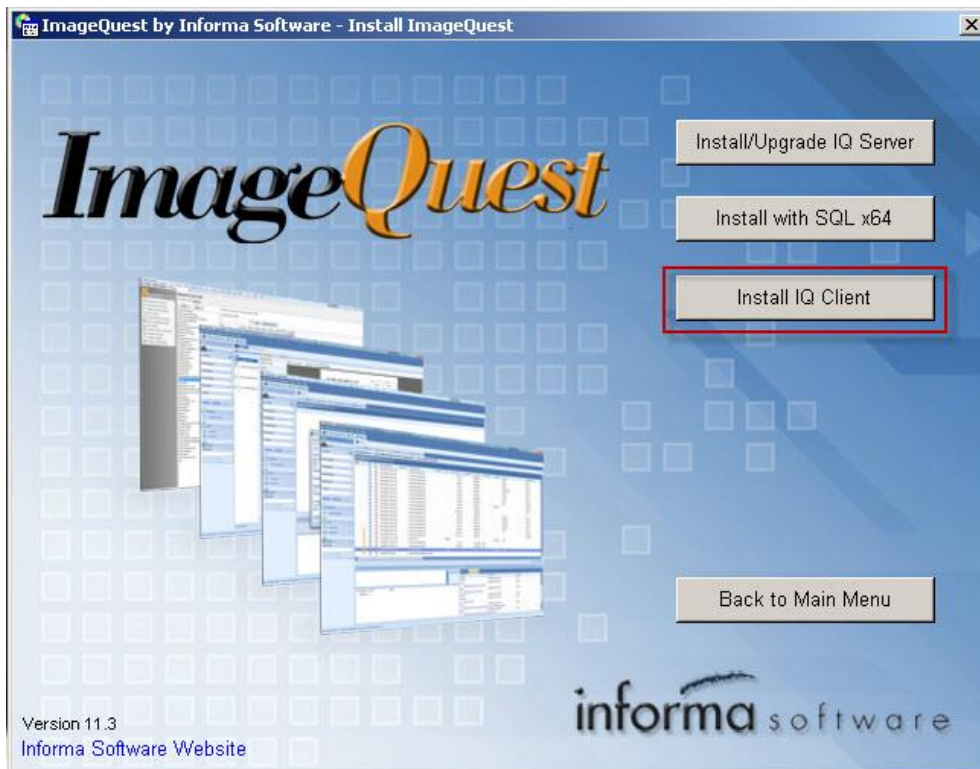 ImageQuest by Informa Software - Install ImageQuest
ImageQuest
Install/Upgrade IQ Server
Install with SQL x64
Install IQ Client
Back to Main Menu
informa software
Version 11.3
Informa Software Website